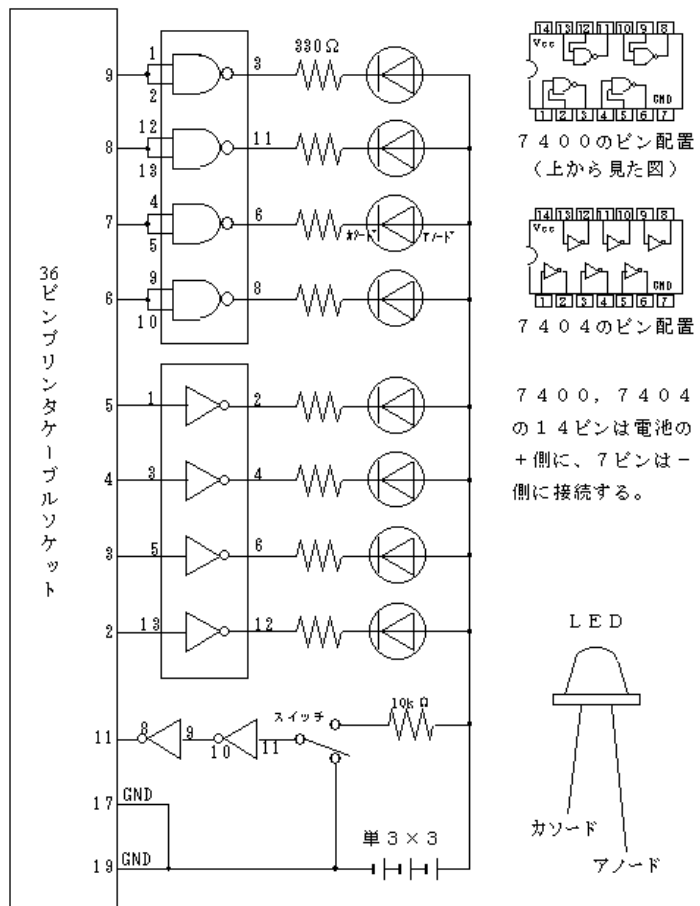 330Ω
9
1
2
3
8
12
13
11
7
4
5
6
カソード
アノード
6
9
10
8
5
1
2
4
3
4
3
5
6
2
13
12
36ピンプリンタケーブルソケット
スイッチ
10kΩ
11
8
9
10
11
17 GND
19 GND
単3×3
14 13 12 11 10 9 8
Vcc
GND
1 2 3 4 5 6 7
7400のピン配置
(上から見た図)
14 13 12 11 10 9 8
Vcc
GND
1 2 3 4 5 6 7
7404のピン配置
7400,7404
の14ピンは電池の
+側に、7ピンは-
側に接続する。
LED
カソード
アノード